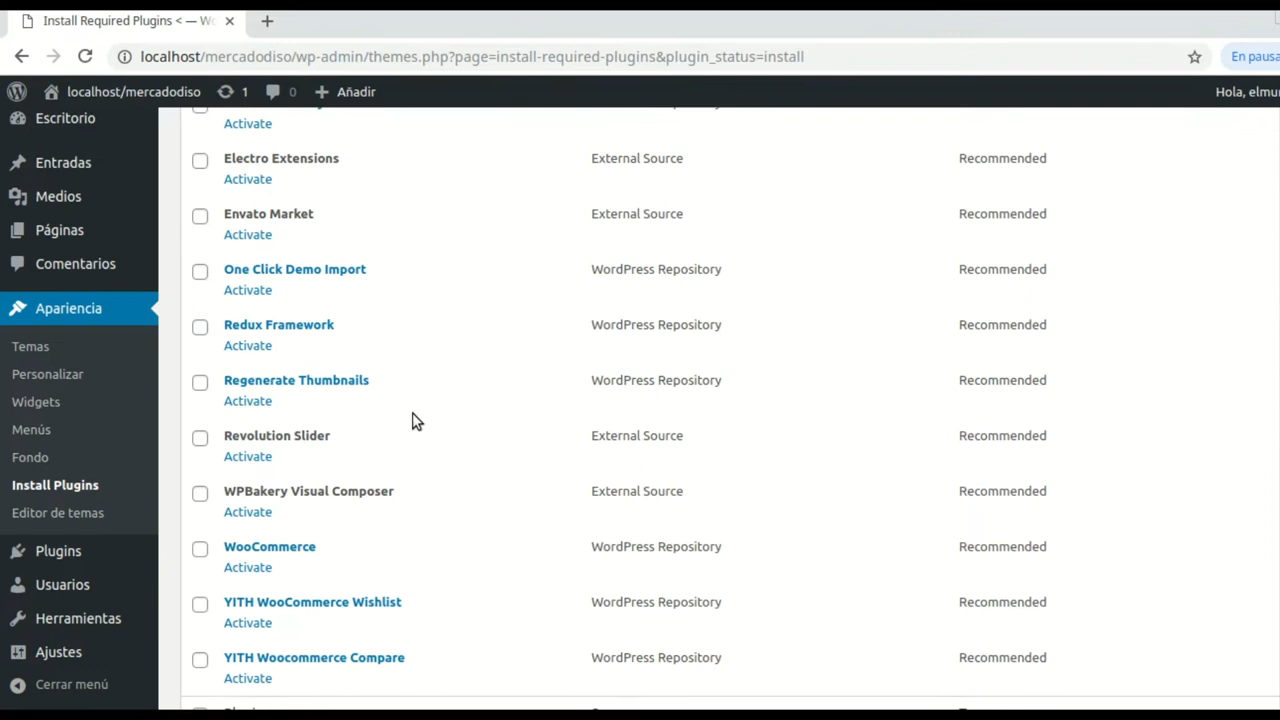 Install Required Plugins < — Wo
localhost/mercadodiso/wp-admin/themes.php?page=install-required-plugins&plugin_status=install
En pausa
localhost/mercadodiso
1
0
Añadir
Hola, elmu
Escritorio
Entradas
Medios
Páginas
Comentarios
Apariencia
Temas
Personalizar
Widgets
Menús
Fondo
Install Plugins
Editor de temas
Plugins
Usuarios
Herramientas
Ajustes
Cerrar menú
Activate
Electro Extensions External Source Recommended
Activate
Envato Market External Source Recommended
Activate
One Click Demo Import WordPress Repository Recommended
Activate
Redux Framework WordPress Repository Recommended
Activate
Regenerate Thumbnails WordPress Repository Recommended
Activate
Revolution Slider External Source Recommended
Activate
WPBakery Visual Composer External Source Recommended
Activate
WooCommerce WordPress Repository Recommended
Activate
YITH WooCommerce Wishlist WordPress Repository Recommended
Activate
YITH Woocommerce Compare WordPress Repository Recommended
Activate